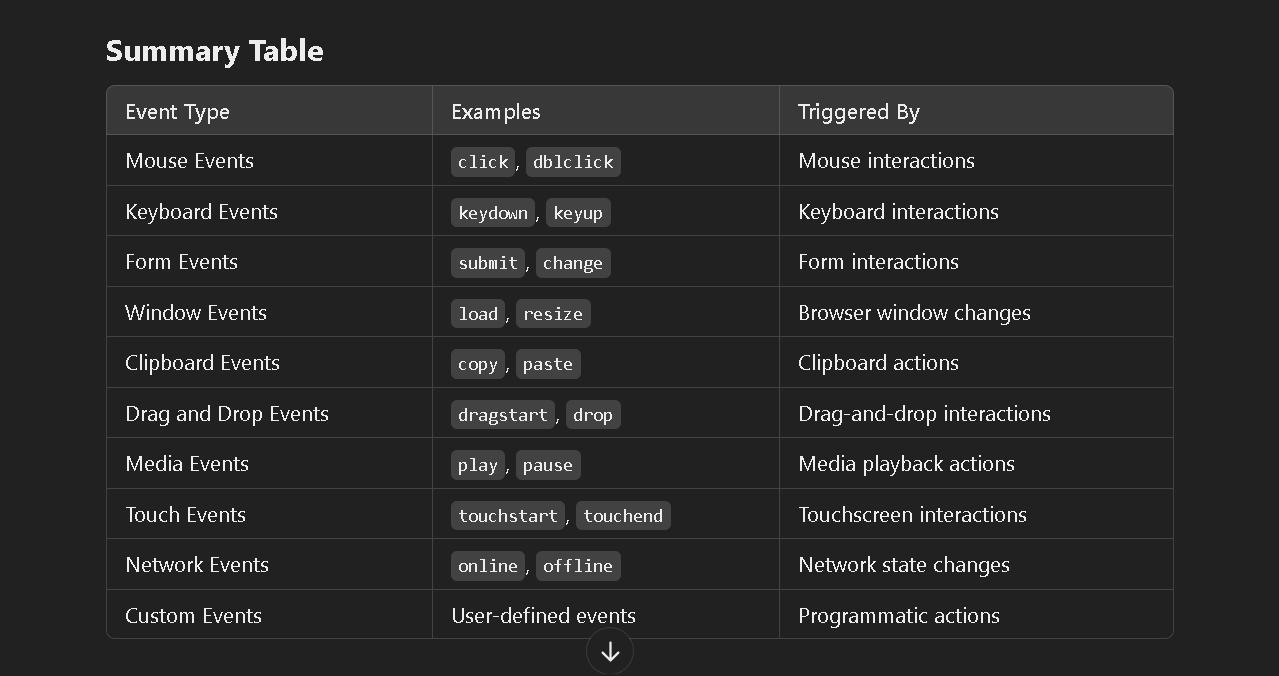 Summary Table
Event Type Examples Triggered By
Mouse Events click, dblclick Mouse interactions
Keyboard Events keydown, keyup Keyboard interactions
Form Events submit, change Form interactions
Window Events load, resize Browser window changes
Clipboard Events copy, paste Clipboard actions
Drag and Drop Events dragstart, drop Drag-and-drop interactions
Media Events play, pause Media playback actions
Touch Events touchstart, touchend Touchscreen interactions
Network Events online, offline Network state changes
Custom Events User-defined events Programmatic actions